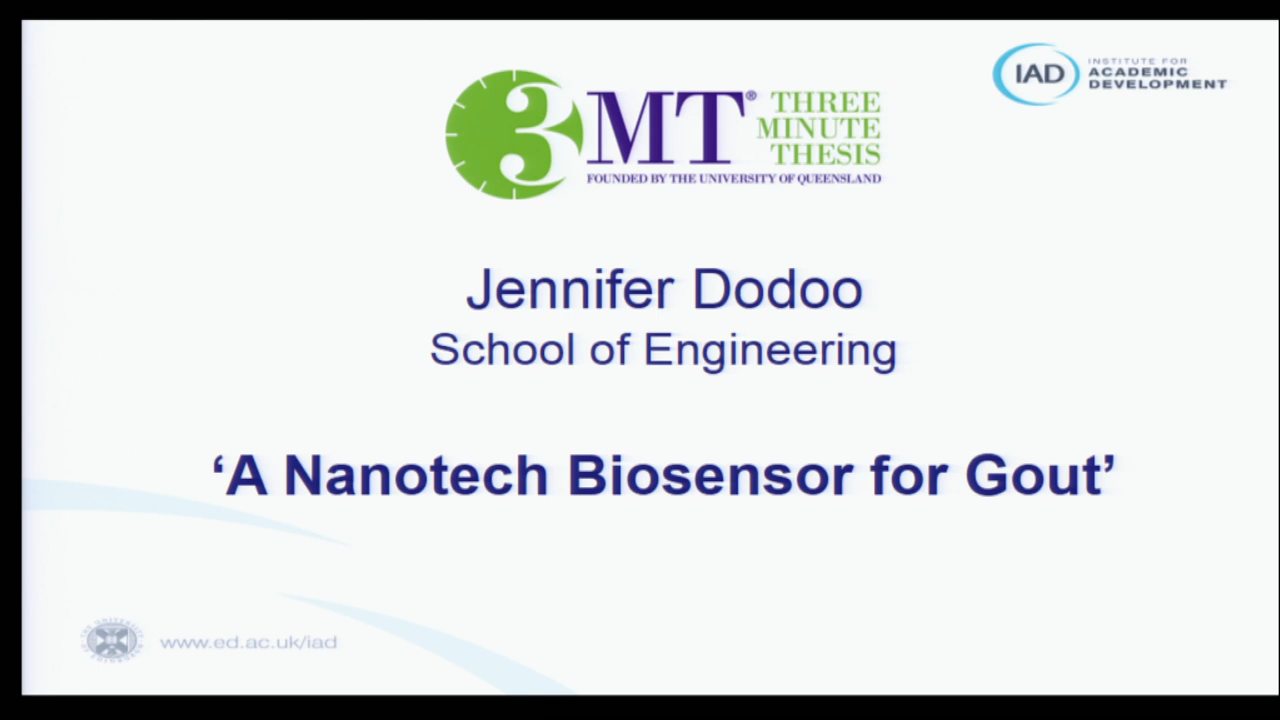 3MT® THREE
MINUTE
THESIS
FOUNDED BY THE UNIVERSITY OF QUEENSLAND
IAD INSTITUTE FOR
ACADEMIC
DEVELOPMENT
Jennifer Dodoo
School of Engineering
‘A Nanotech Biosensor for Gout’
www.ed.ac.uk/iad